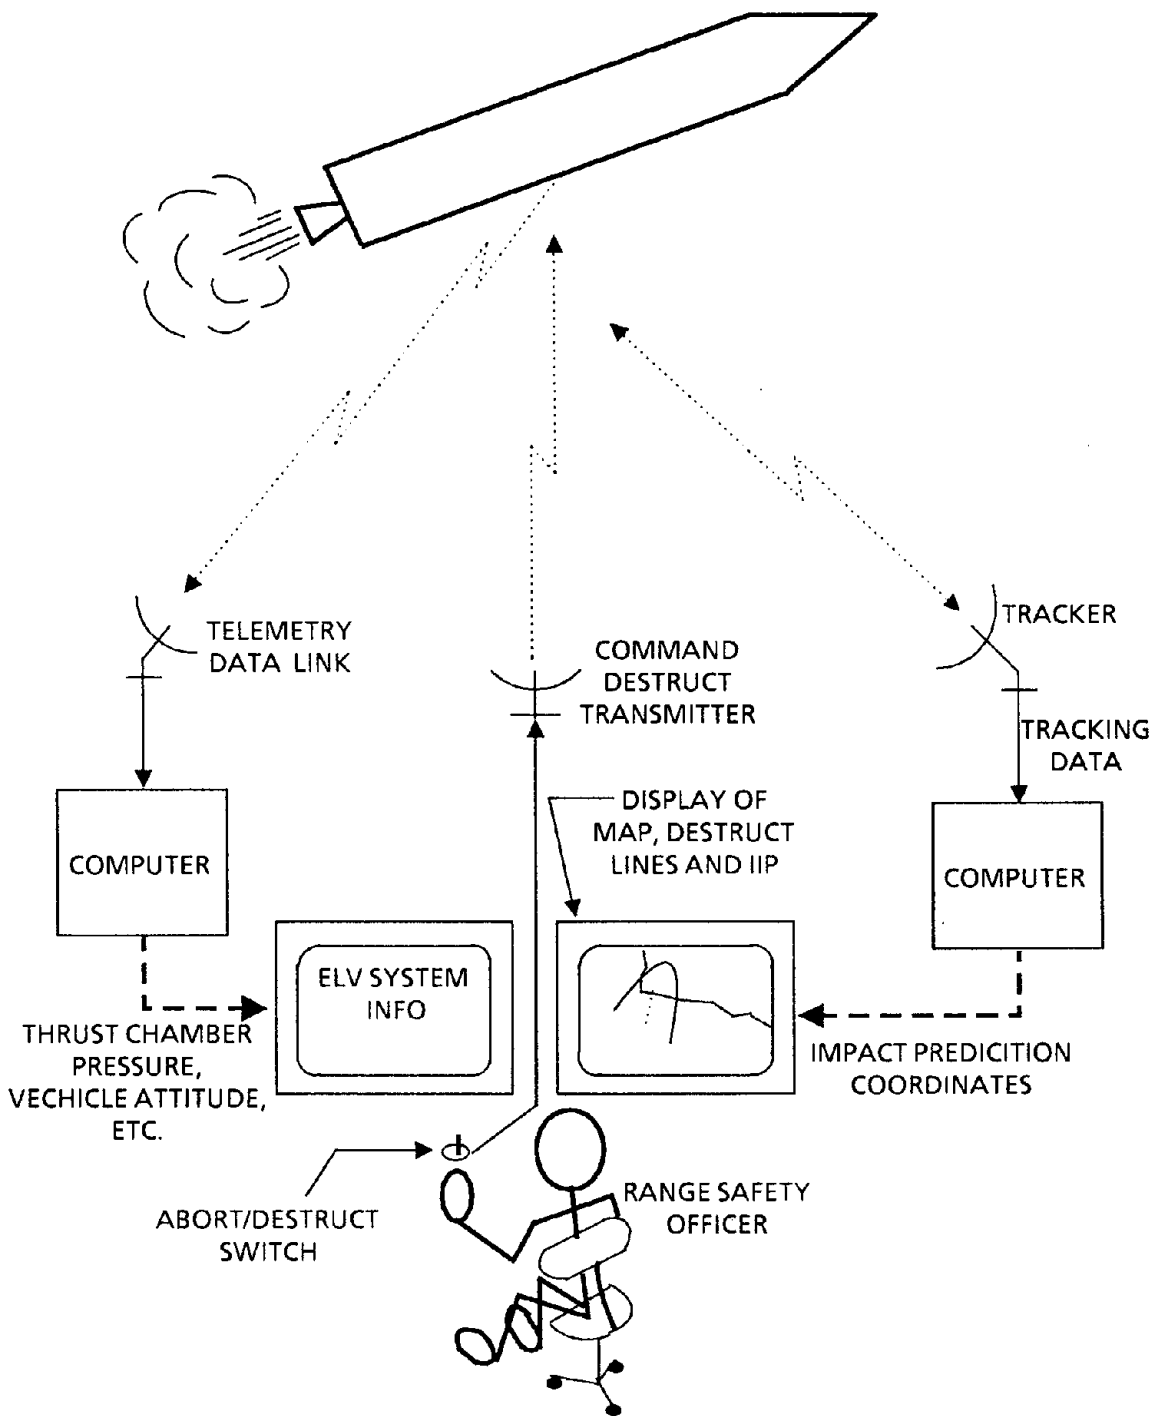 TELEMETRY
DATA LINK
COMMAND
DESTRUCT
TRANSMITTER
TRACKER
TRACKING
DATA
COMPUTER
DISPLAY OF
MAP, DESTRUCT
LINES AND IIP
COMPUTER
ELV SYSTEM
INFO
THRUST CHAMBER
PRESSURE,
VECHICLE ATTITUDE,
ETC.
IMPACT PREDICITION
COORDINATES
ABORT/DESTRUCT
SWITCH
RANGE SAFETY
OFFICER